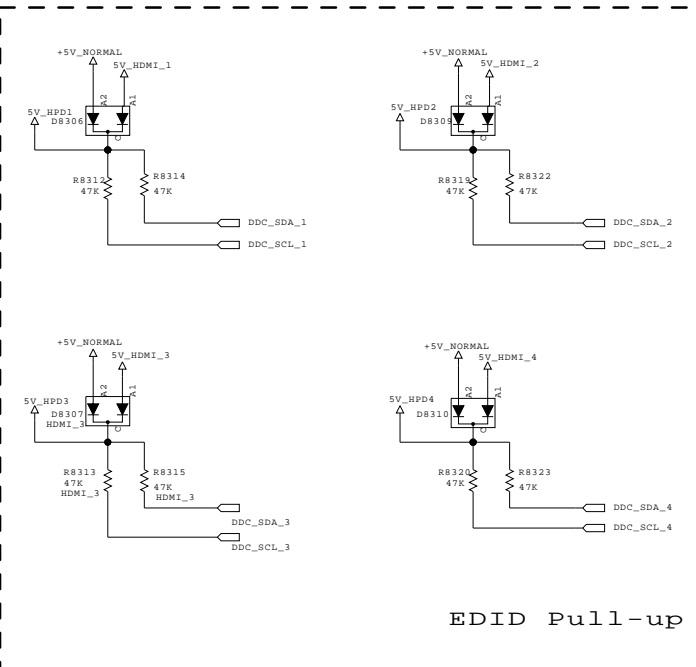 +5V_NORMAL
5V_HDMI_1
A2
A1
5V_HPD1
D8306
C
R8312
47K
R8314
47K
DDC_SDA_1
DDC_SCL_1
+5V_NORMAL
5V_HDMI_2
A2
A1
5V_HPD2
D8309
C
R8319
47K
R8322
47K
DDC_SDA_2
DDC_SCL_2
+5V_NORMAL
5V_HDMI_3
A2
A1
5V_HPD3
D8307
HDMI_3
C
R8313
47K
HDMI_3
R8315
47K
HDMI_3
DDC_SDA_3
DDC_SCL_3
+5V_NORMAL
5V_HDMI_4
A2
A1
5V_HPD4
D8310
C
R8320
47K
R8323
47K
DDC_SDA_4
DDC_SCL_4
EDID Pull-up